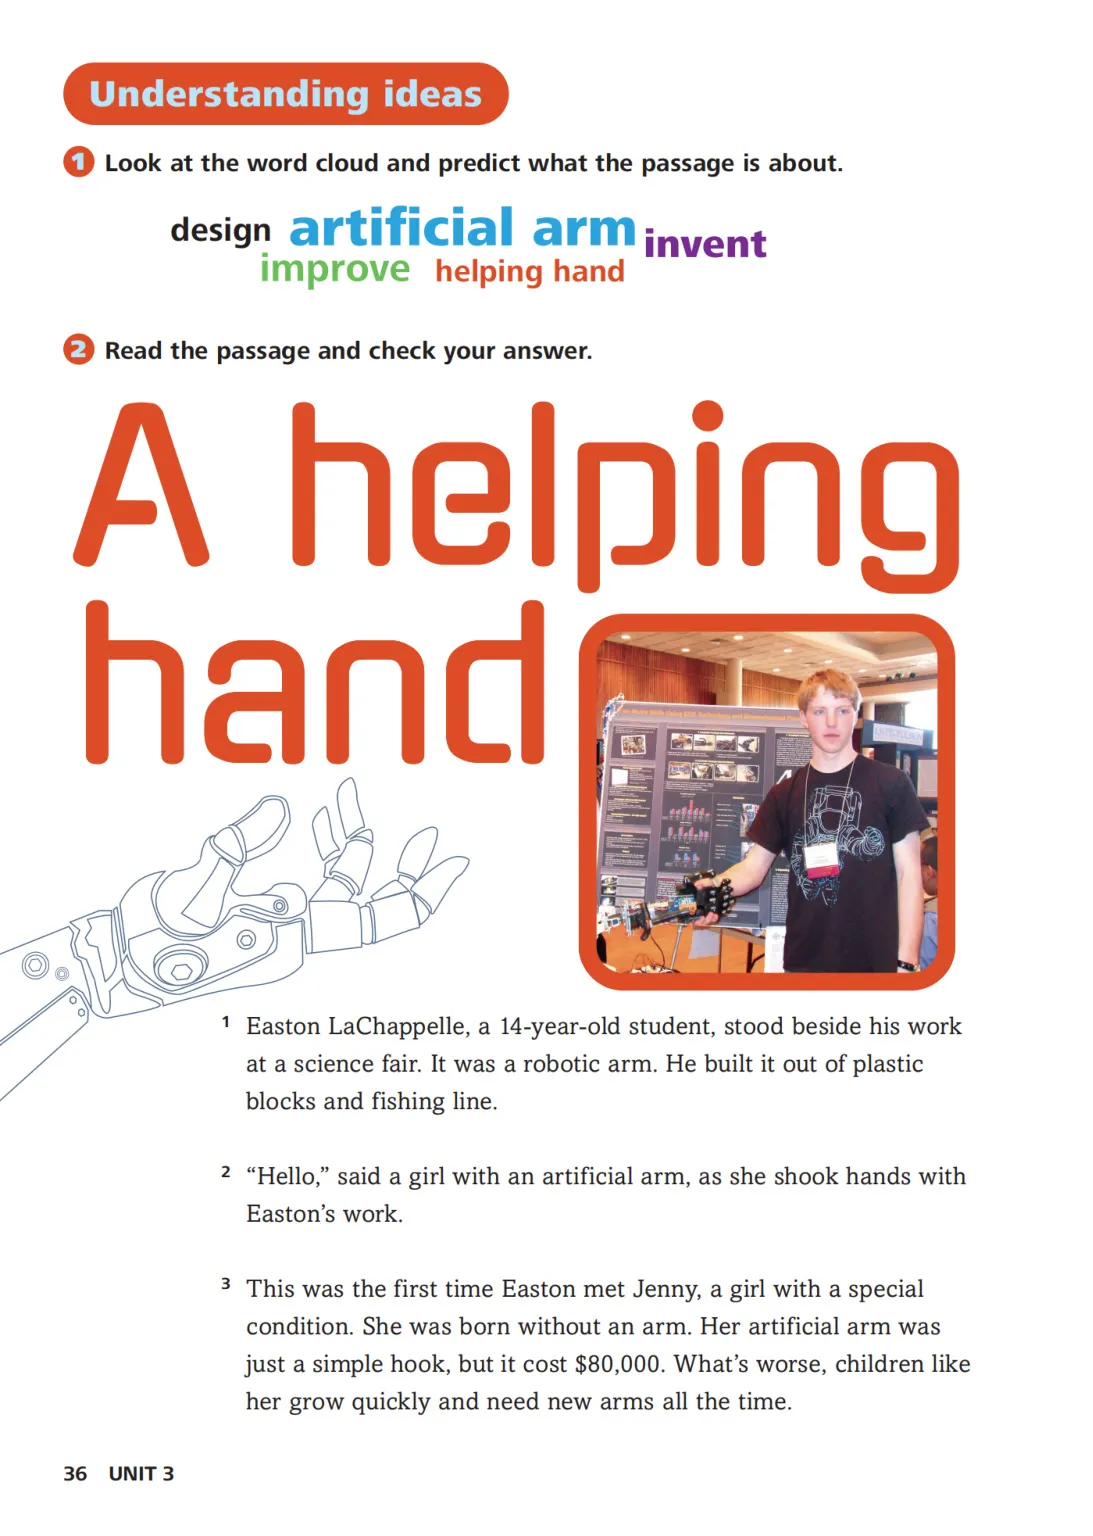 Understanding ideas
1 Look at the word cloud and predict what the passage is about.
design artificial arm invent
improve helping hand
2 Read the passage and check your answer.
A helping
hand
1 Easton LaChappelle, a 14-year-old student, stood beside his work
at a science fair. It was a robotic arm. He built it out of plastic
blocks and fishing line.
2 “Hello,” said a girl with an artificial arm, as she shook hands with
Easton’s work.
3 This was the first time Easton met Jenny, a girl with a special
condition. She was born without an arm. Her artificial arm was
just a simple hook, but it cost $80,000. What’s worse, children like
her grow quickly and need new arms all the time.
36 UNIT 3